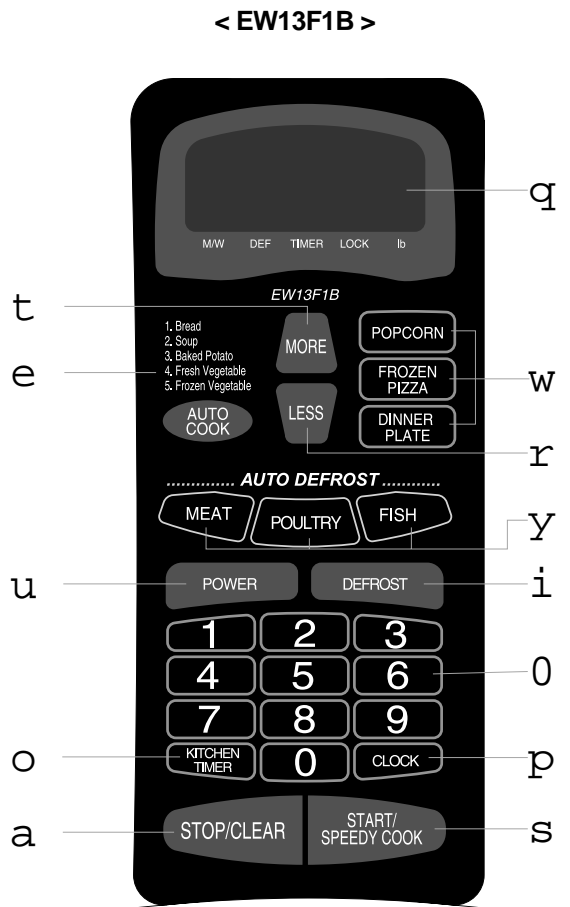 < EW13F1B >
q
M/W DEF TIMER LOCK lb
EW13F1B
t
1. Bread
2. Soup
3. Baked Potato
4. Fresh Vegetable
5. Frozen Vegetable
e
AUTO
COOK
MORE
LESS
POPCORN
FROZEN
PIZZA
DINNER
PLATE
w
r
AUTO DEFROST
MEAT POULTRY FISH
y
u POWER DEFROST i
1 2 3
4 5 6 0
7 8 9
o KITCHEN
TIMER 0 CLOCK p
a STOP/CLEAR START/
SPEEDY COOK s